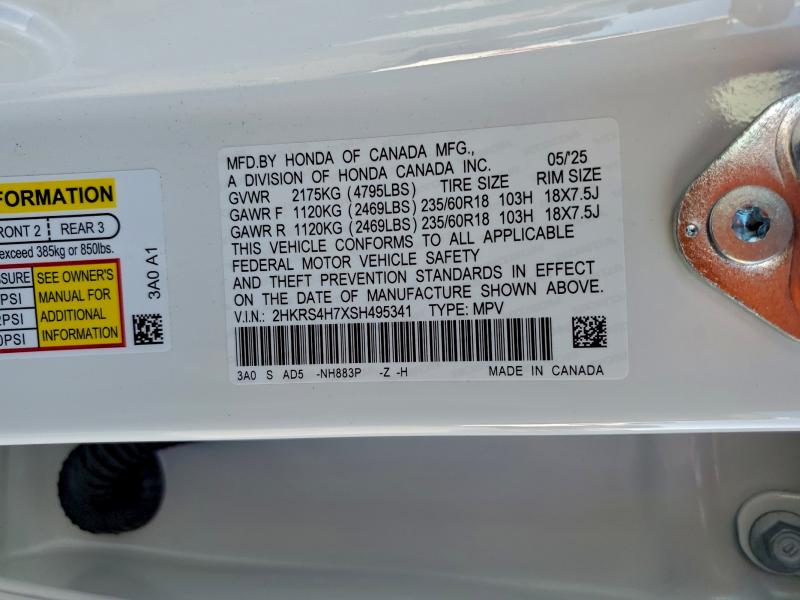 FORMATION
RONT 2 | REAR 3
exceed 385kg or 850lbs.
SSURE
PSI
2PSI
0PSI
SEE OWNER'S
MANUAL FOR
ADDITIONAL
INFORMATION
3A0 A1
MFD.BY HONDA OF CANADA MFG., 05/'25
A DIVISION OF HONDA CANADA INC.
GVWR 2175KG (4795LBS) TIRE SIZE RIM SIZE
GAWR F 1120KG (2469LBS) 235/60R18 103H 18X7.5J
GAWR R 1120KG (2469LBS) 235/60R18 103H 18X7.5J
THIS VEHICLE CONFORMS TO ALL APPLICABLE
FEDERAL MOTOR VEHICLE SAFETY
AND THEFT PREVENTION STANDARDS IN EFFECT
ON THE DATE OF MANUFACTURE SHOWN ABOVE.
V.I.N.: 2HKRS4H7XSH495341 TYPE: MPV
3A0 S AD5 -NH883P -Z -H MADE IN CANADA